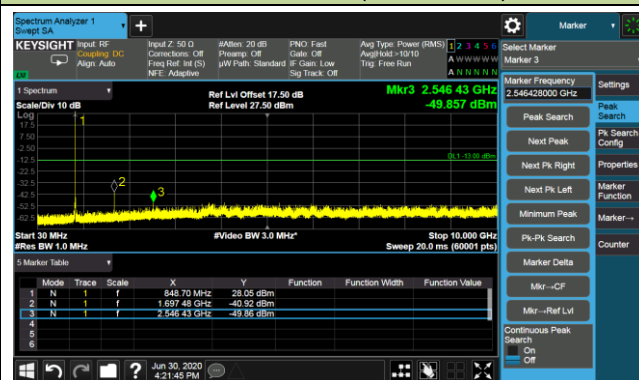 Spectrum Analyzer 1
Swept SA
+
Marker
KEYSIGHT
Input: RF
Coupling: DC
Align: Auto
Input Z: 50 Ω
Corrections: Off
Freq Ref: Int (S)
NFE: Adaptive
#Atten: 20 dB
Preamp: Off
µW Path: Standard
PNO: Fast
Gate: Off
IF Gain: Low
Sig Track: Off
Avg Type: Power (RMS)
Avg|Hold:>10/10
Trig: Free Run
1 2 3 4 5 6
A W W W W W
A N N N N N
Select Marker
Marker 3
1 Spectrum
Scale/Div 10 dB
Ref Lvl Offset 17.50 dB
Ref Level 27.50 dBm
Mkr3 2.546 43 GHz
-49.857 dBm
Log
17.5
7.50
-2.50
-12.5
-22.5
-32.5
-42.5
-52.5
-62.5
1
2
3
DL1 -13.00 dBm
Start 30 MHz
#Res BW 1.0 MHz
#Video BW 3.0 MHz*
Stop 10.000 GHz
Sweep 20.0 ms (60001 pts)
5 Marker Table
Mode Trace Scale X Y Function Function Width Function Value
1 N 1 f 848.70 MHz 28.05 dBm
2 N 1 f 1.697 48 GHz -40.92 dBm
3 N 1 f 2.546 43 GHz -49.86 dBm
4
5
6
Marker Frequency
2.546428000 GHz
Peak Search
Next Peak
Next Pk Right
Next Pk Left
Minimum Peak
Pk-Pk Search
Marker Delta
Mkr→CF
Mkr→Ref Lvl
Continuous Peak
Search
On
Off
Settings
Peak
Search
Pk Search
Config
Properties
Marker
Function
Marker→
Counter
?
Jun 30, 2020
4:21:45 PM